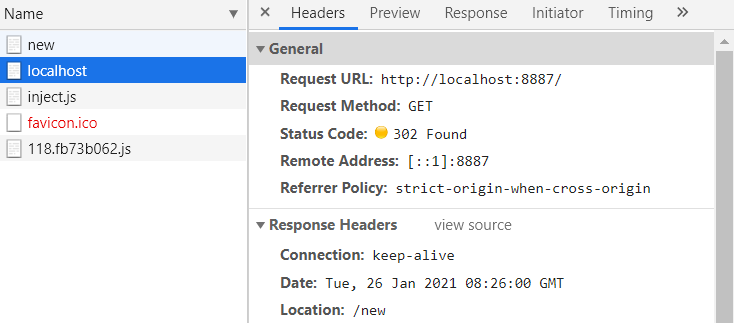 Name
new
localhost
inject.js
favicon.ico
118.fb73b062.js
Headers Preview Response Initiator Timing
General
Request URL: http://localhost:8887/
Request Method: GET
Status Code: 302 Found
Remote Address: [::1]:8887
Referrer Policy: strict-origin-when-cross-origin
Response Headers view source
Connection: keep-alive
Date: Tue, 26 Jan 2021 08:26:00 GMT
Location: /new